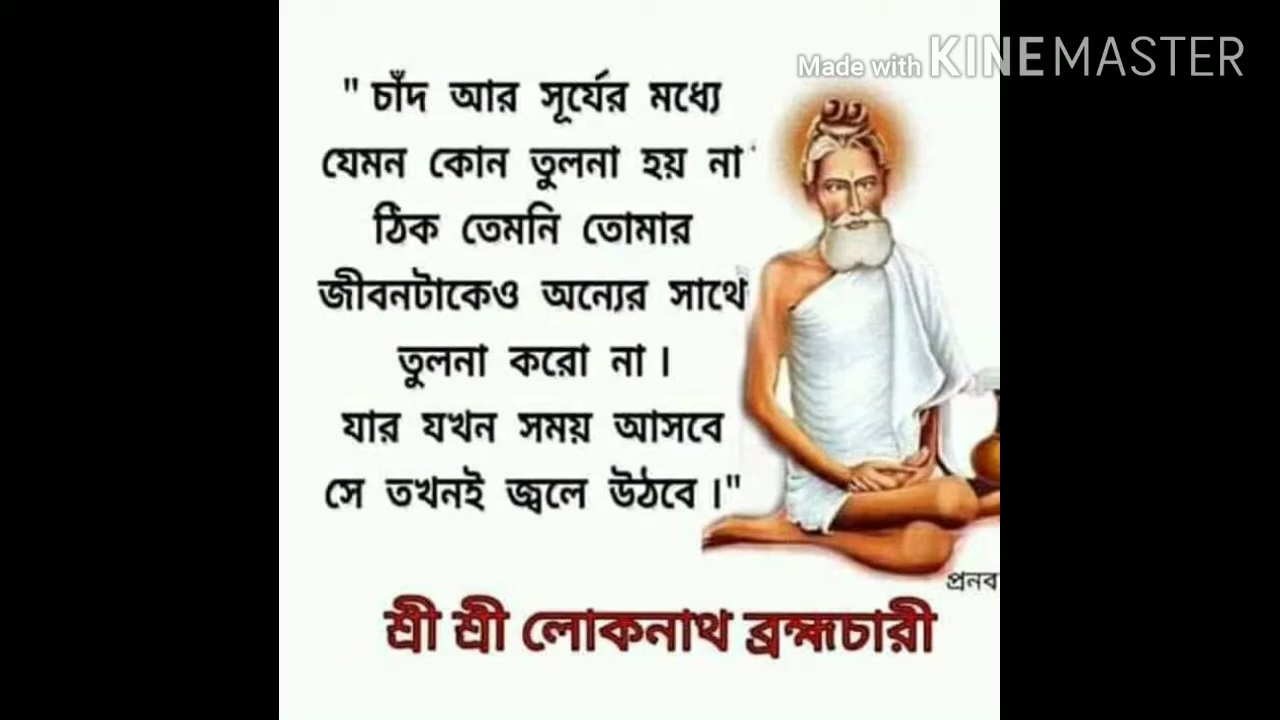 Made with KINEMASTER
" চাঁদ আর সূর্যের মধ্যে
যেমন কোন তুলনা হয় না
ঠিক তেমনি তোমার
জীবনটাকেও অন্যের সাথে
তুলনা করো না।
যার যখন সময় আসবে
সে তখনই জ্বলে উঠবে।"
প্রনব
শ্রী শ্রী লোকনাথ ব্রহ্মচারী